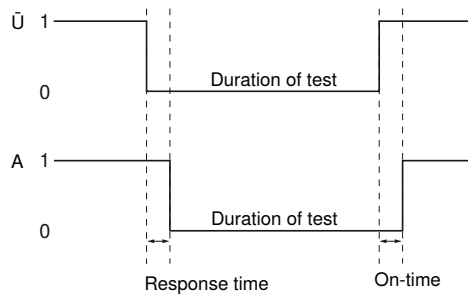 Ū 1
Duration of test
0
A 1
Duration of test
0
Response time
On-time